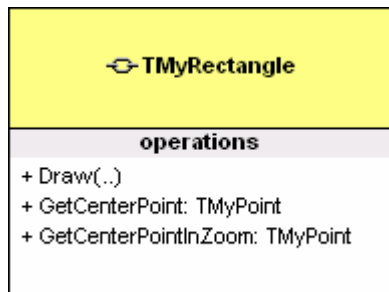 TMyRectangle
operations
+ Draw(..)
+ GetCenterPoint: TMyPoint
+ GetCenterPointInZoom: TMyPoint